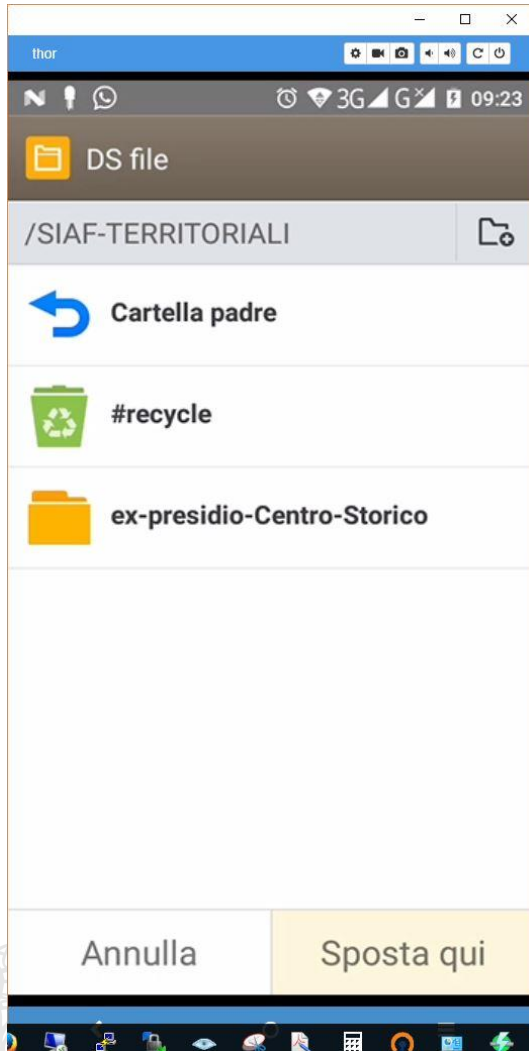 thor
3G G 09:23
DS file
/SIAF-TERRITORIALI
Cartella padre
#recycle
ex-presidio-Centro-Storico
Annulla
Sposta qui